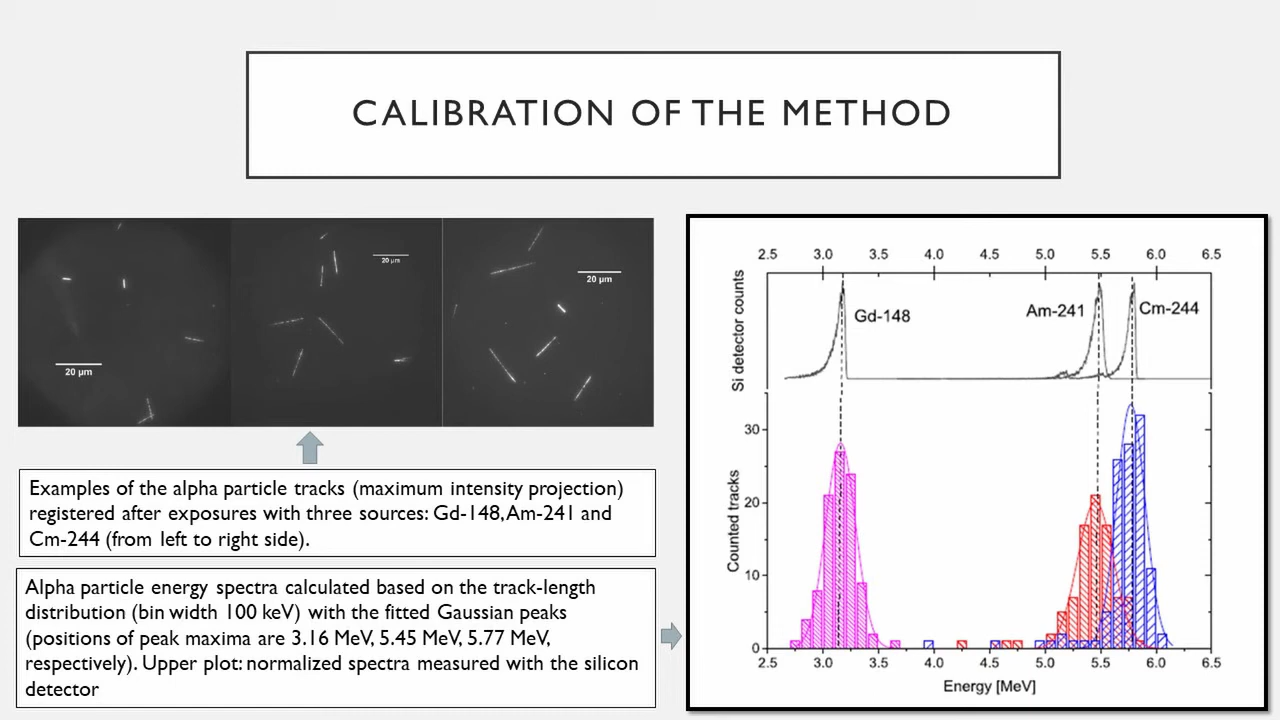 CALIBRATION OF THE METHOD
20 µm
20 µm
20 µm
Examples of the alpha particle tracks (maximum intensity projection)
registered after exposures with three sources: Gd-148, Am-241 and
Cm-244 (from left to right side).
Alpha particle energy spectra calculated based on the track-length
distribution (bin width 100 keV) with the fitted Gaussian peaks
(positions of peak maxima are 3.16 MeV, 5.45 MeV, 5.77 MeV,
respectively). Upper plot: normalized spectra measured with the silicon
detector
2.5 3.0 3.5 4.0 4.5 5.0 5.5 6.0 6.5
Si detector counts
Gd-148
Am-241
Cm-244
Counted tracks
30
20
10
0
2.5 3.0 3.5 4.0 4.5 5.0 5.5 6.0 6.5
Energy [MeV]